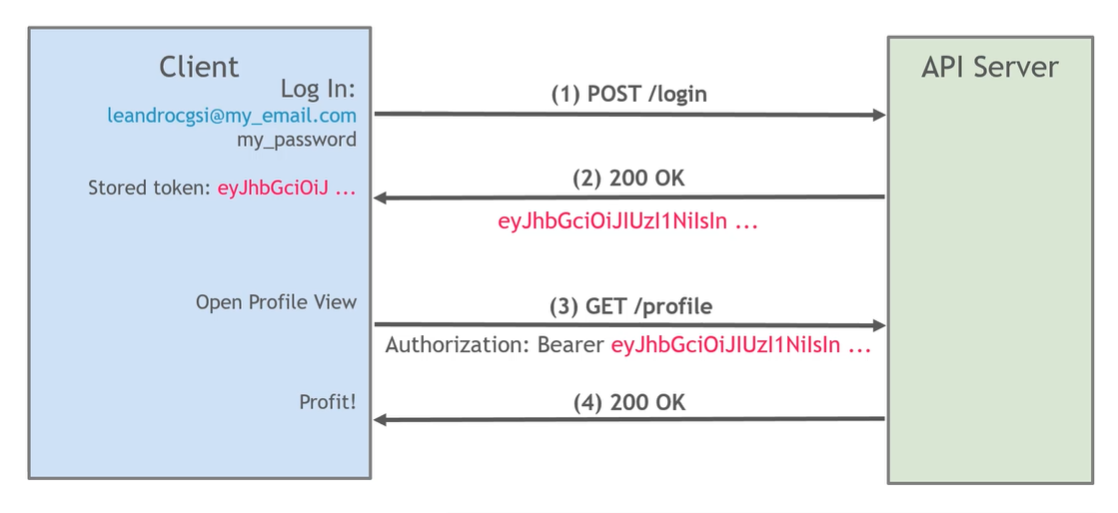 Client
Log In:
leandrocgsi@my_email.com
my_password
Stored token: eyJhbGciOiJ ...
Open Profile View
Profit!
(1) POST /login
(2) 200 OK
eyJhbGciOiJIUzI1NiIsIn ...
(3) GET /profile
Authorization: Bearer eyJhbGciOiJIUzI1NiIsIn ...
(4) 200 OK
API Server